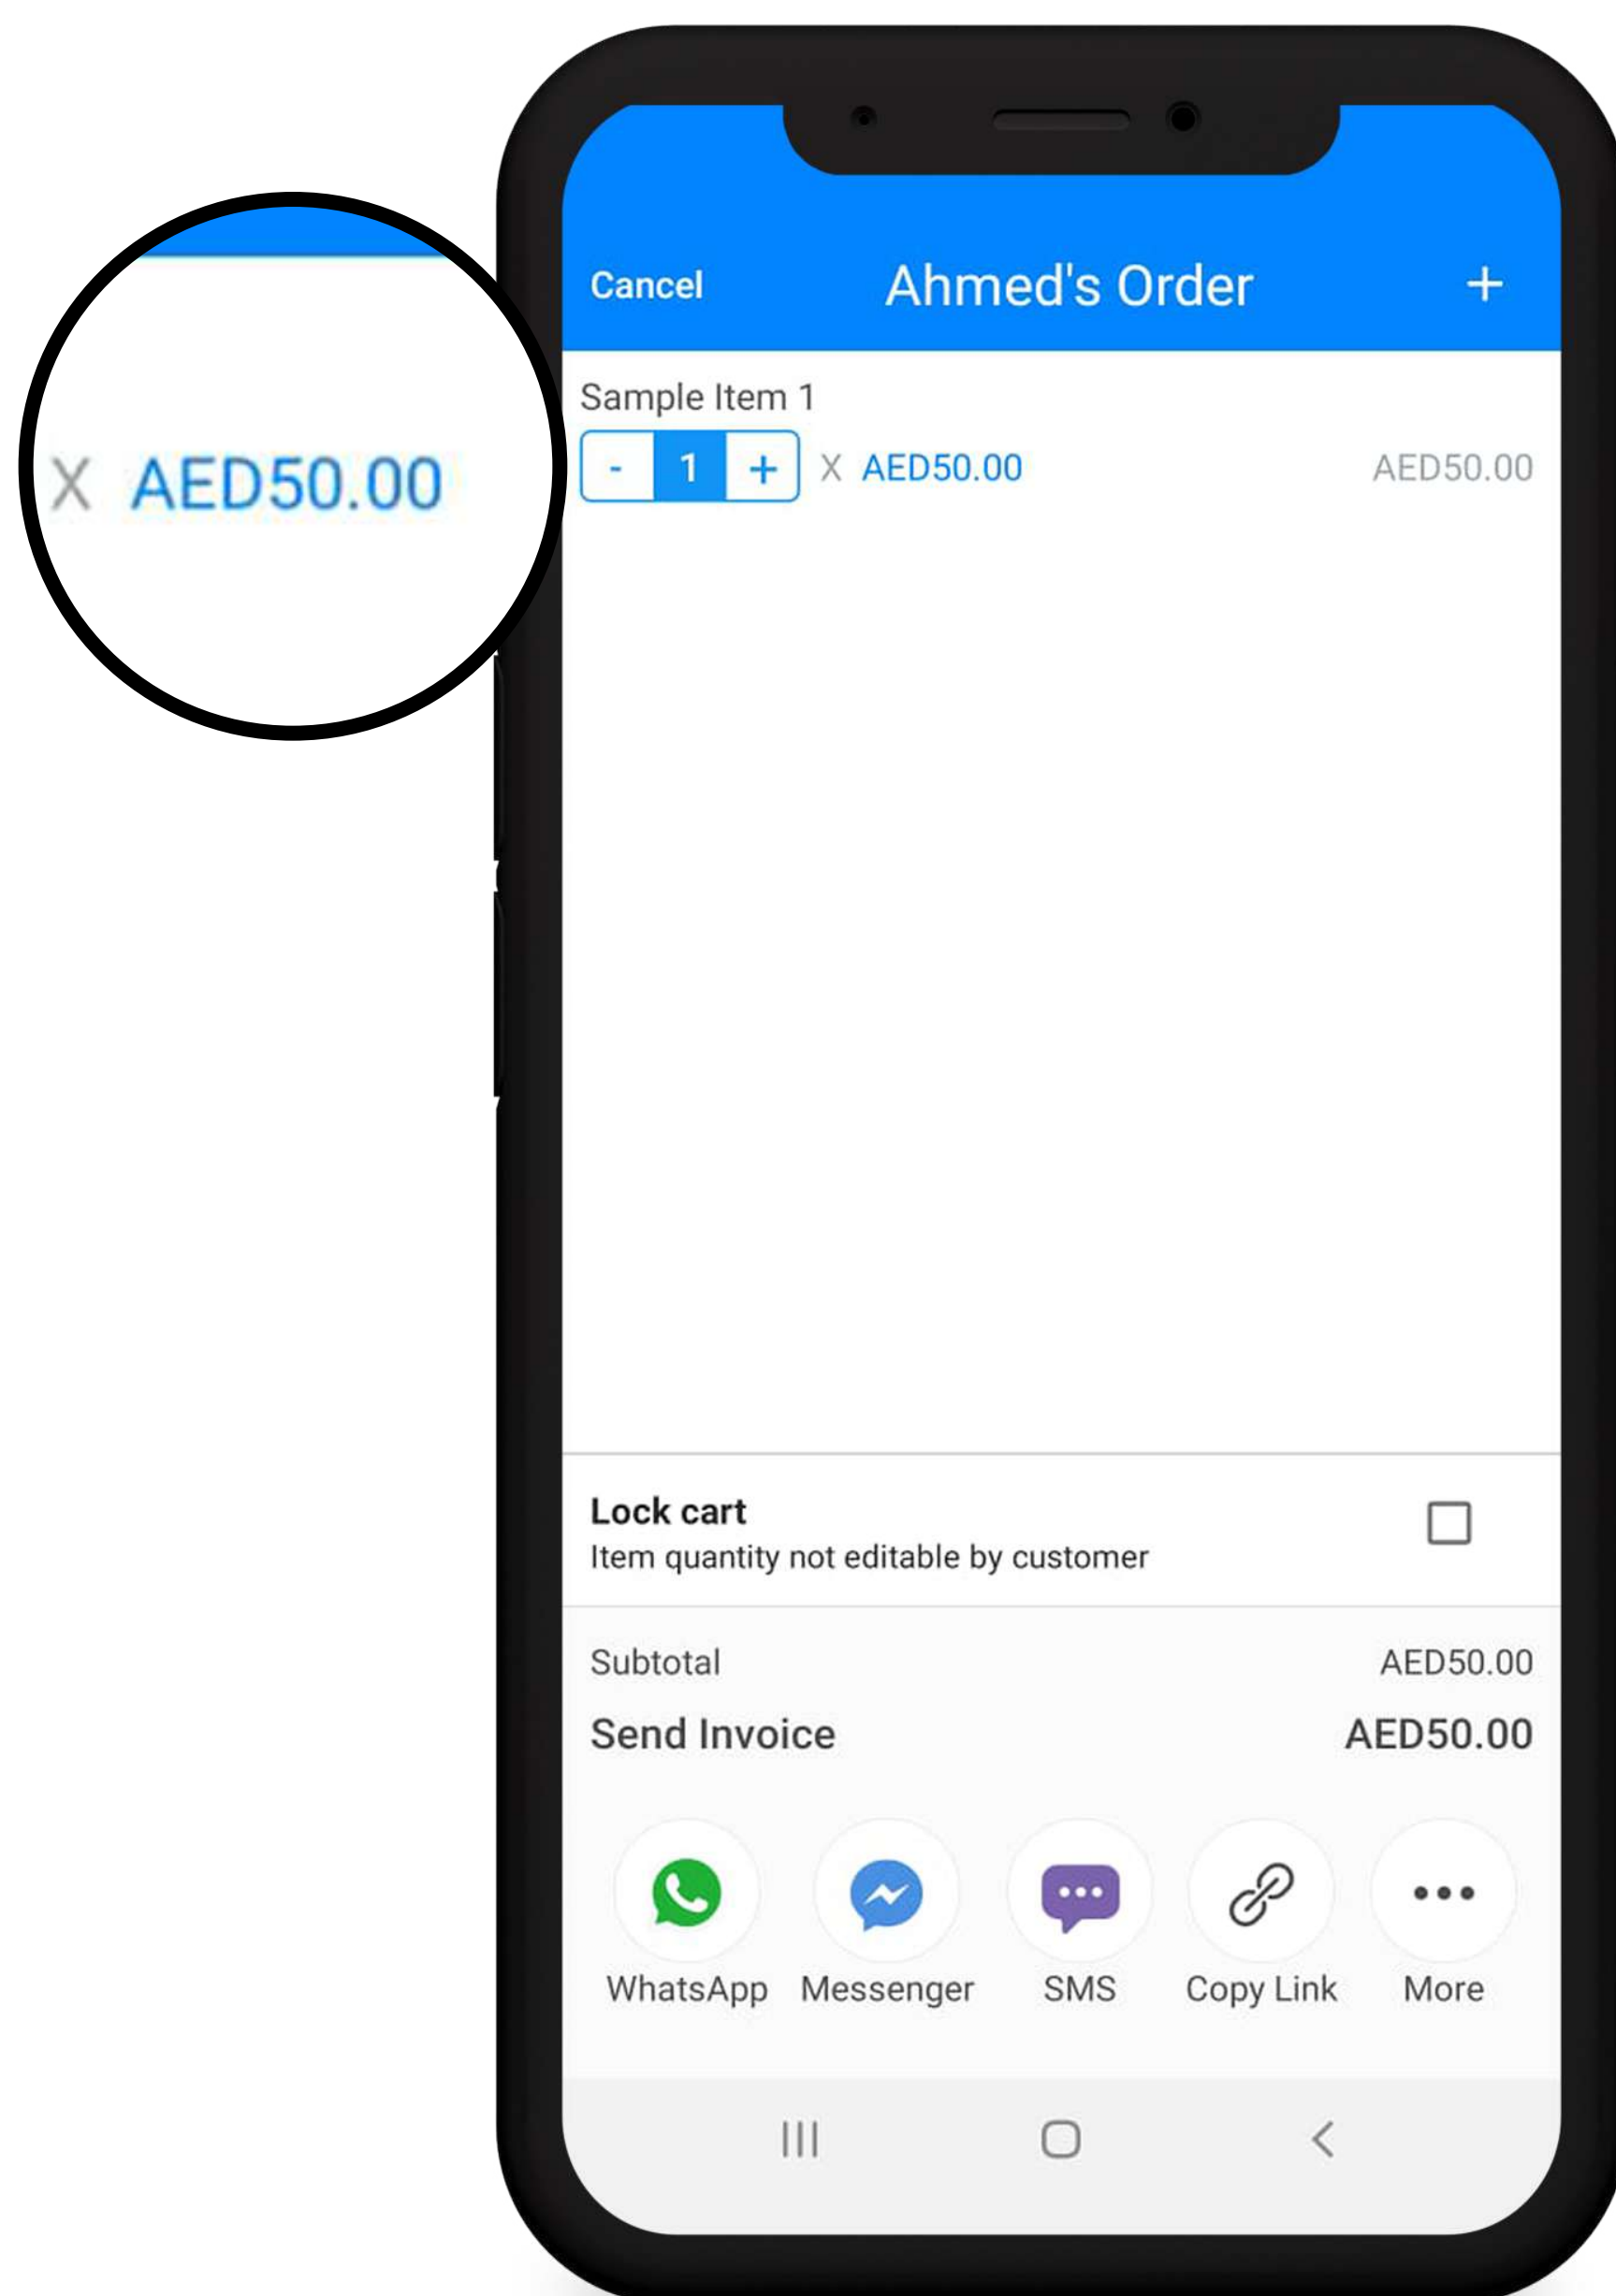 X AED50.00
Cancel Ahmed's Order +
Sample Item 1
- 1 + X AED50.00 AED50.00
Lock cart
Item quantity not editable by customer
Subtotal AED50.00
Send Invoice AED50.00
WhatsApp Messenger SMS Copy Link More